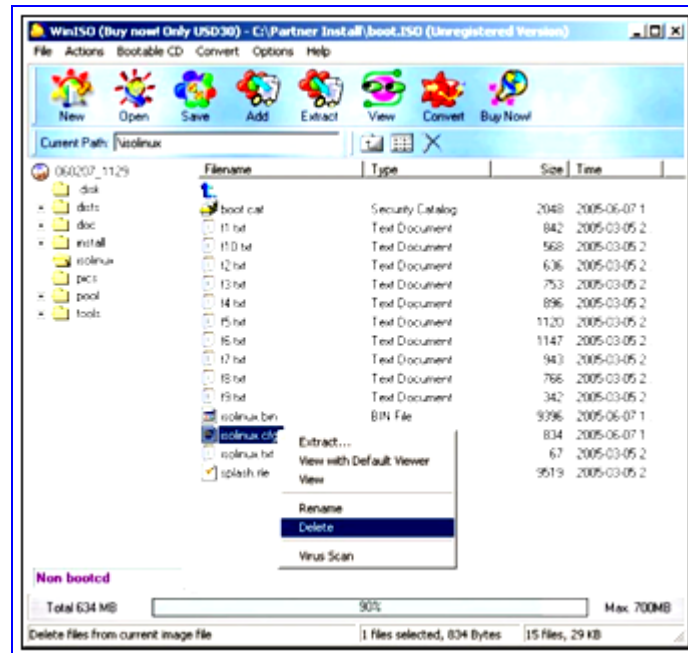 WinISO (Buy now! Only USD30) - C:\Partner Install\boot.ISO (Unregistered Version)
File Actions Bootable CD Convert Options Help
New Open Save Add Extract View Convert Buy Now!
Current Path: \isolinux
060207_1129
.disk
dists
doc
install
isolinux
pics
pool
tools
Filename Type Size Time
boot.cat Security Catalog 2048 2005-06-07 1
f1.txt Text Document 842 2005-03-05 2
f10.txt Text Document 568 2005-03-05 2
f2.txt Text Document 636 2005-03-05 2
f3.txt Text Document 753 2005-03-05 2
f4.txt Text Document 896 2005-03-05 2
f5.txt Text Document 1120 2005-03-05 2
f6.txt Text Document 1147 2005-03-05 2
f7.txt Text Document 943 2005-03-05 2
f8.txt Text Document 766 2005-03-05 2
f9.txt Text Document 342 2005-03-05 2
isolinux.bin BIN File 9396 2005-06-07 1
isolinux.cfg 834 2005-06-07 1
isolinux.txt 67 2005-03-05 2
splash.rle 9519 2005-03-05 2
Extract...
View with Default Viewer
View
Rename
Delete
Virus Scan
Non bootcd
Total 634 MB 90% Max. 700MB
Delete files from current image file 1 files selected, 834 Bytes 15 files, 29 KB